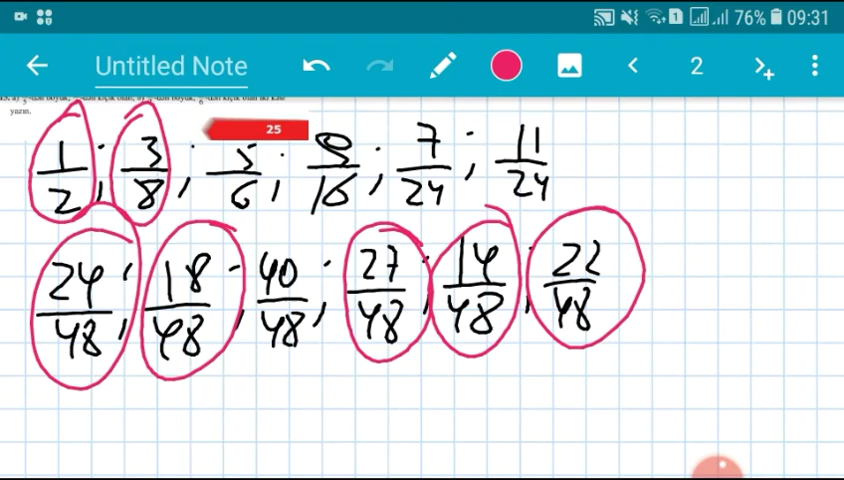 76% 09:31
Untitled Note 2
yazın.
25
1/2 ; 3/8 ; 5/6 ; 9/16 ; 7/24 ; 11/24
24/48 ; 18/48 ; 40/48 ; 27/48 ; 14/48 ; 22/48